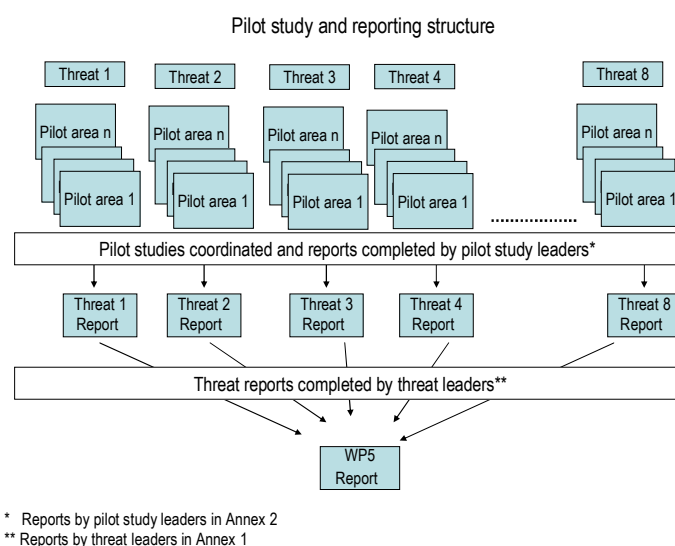 Pilot study and reporting structure
Threat 1
Threat 2
Threat 3
Threat 4
Threat 8
Pilot area n
Pilot area n
Pilot area n
Pilot area n
Pilot area n
Pilot area 1
Pilot area 1
Pilot area 1
Pilot area 1
Pilot area 1
Pilot studies coordinated and reports completed by pilot study leaders*
Threat 1
Report
Threat 2
Report
Threat 3
Report
Threat 4
Report
Threat 8
Report
Threat reports completed by threat leaders**
WP5
Report
* Reports by pilot study leaders in Annex 2
** Reports by threat leaders in Annex 1